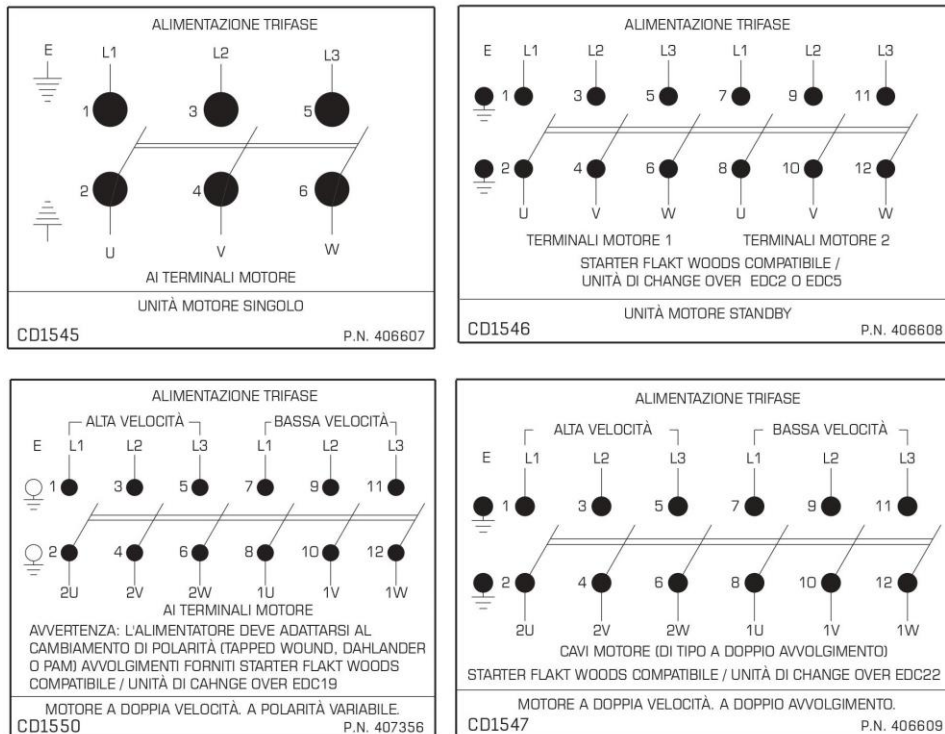 ALIMENTAZIONE TRIFASE
E L1 L2 L3
1 3 5
2 4 6
U V W
AI TERMINALI MOTORE
UNITÀ MOTORE SINGOLO
CD1545 P.N. 406607
ALIMENTAZIONE TRIFASE
E L1 L2 L3 L1 L2 L3
1 3 5 7 9 11
2 4 6 8 10 12
U V W U V W
TERMINALI MOTORE 1 TERMINALI MOTORE 2
STARTER FLAKT WOODS COMPATIBILE /
UNITÀ DI CHANGE OVER EDC2 O EDC5
UNITÀ MOTORE STANDBY
CD1546 P.N. 406608
ALIMENTAZIONE TRIFASE
ALTA VELOCITÀ BASSA VELOCITÀ
E L1 L2 L3 L1 L2 L3
1 3 5 7 9 11
2 4 6 8 10 12
2U 2V 2W 1U 1V 1W
AI TERMINALI MOTORE
AVVERTENZA: L'ALIMENTATORE DEVE ADATTARSI AL
CAMBIAMENTO DI POLARITÀ (TAPPED WOUND, DAHLANDER
O PAM) AVVOLGIMENTI FORNITI STARTER FLAKT WOODS
COMPATIBILE / UNITÀ DI CAHNGE OVER EDC19
MOTORE A DOPPIA VELOCITÀ. A POLARITÀ VARIABILE.
CD1550 P.N. 407356
ALIMENTAZIONE TRIFASE
ALTA VELOCITÀ BASSA VELOCITÀ
E L1 L2 L3 L1 L2 L3
1 3 5 7 9 11
2 4 6 8 10 12
2U 2V 2W 1U 1V 1W
CAVI MOTORE (DI TIPO A DOPPIO AVVOLGIMENTO)
STARTER FLAKT WOODS COMPATIBILE / UNITÀ DI CHANGE OVER EDC22
MOTORE A DOPPIA VELOCITÀ. A DOPPIO AVVOLGIMENTO.
CD1547 P.N. 406609